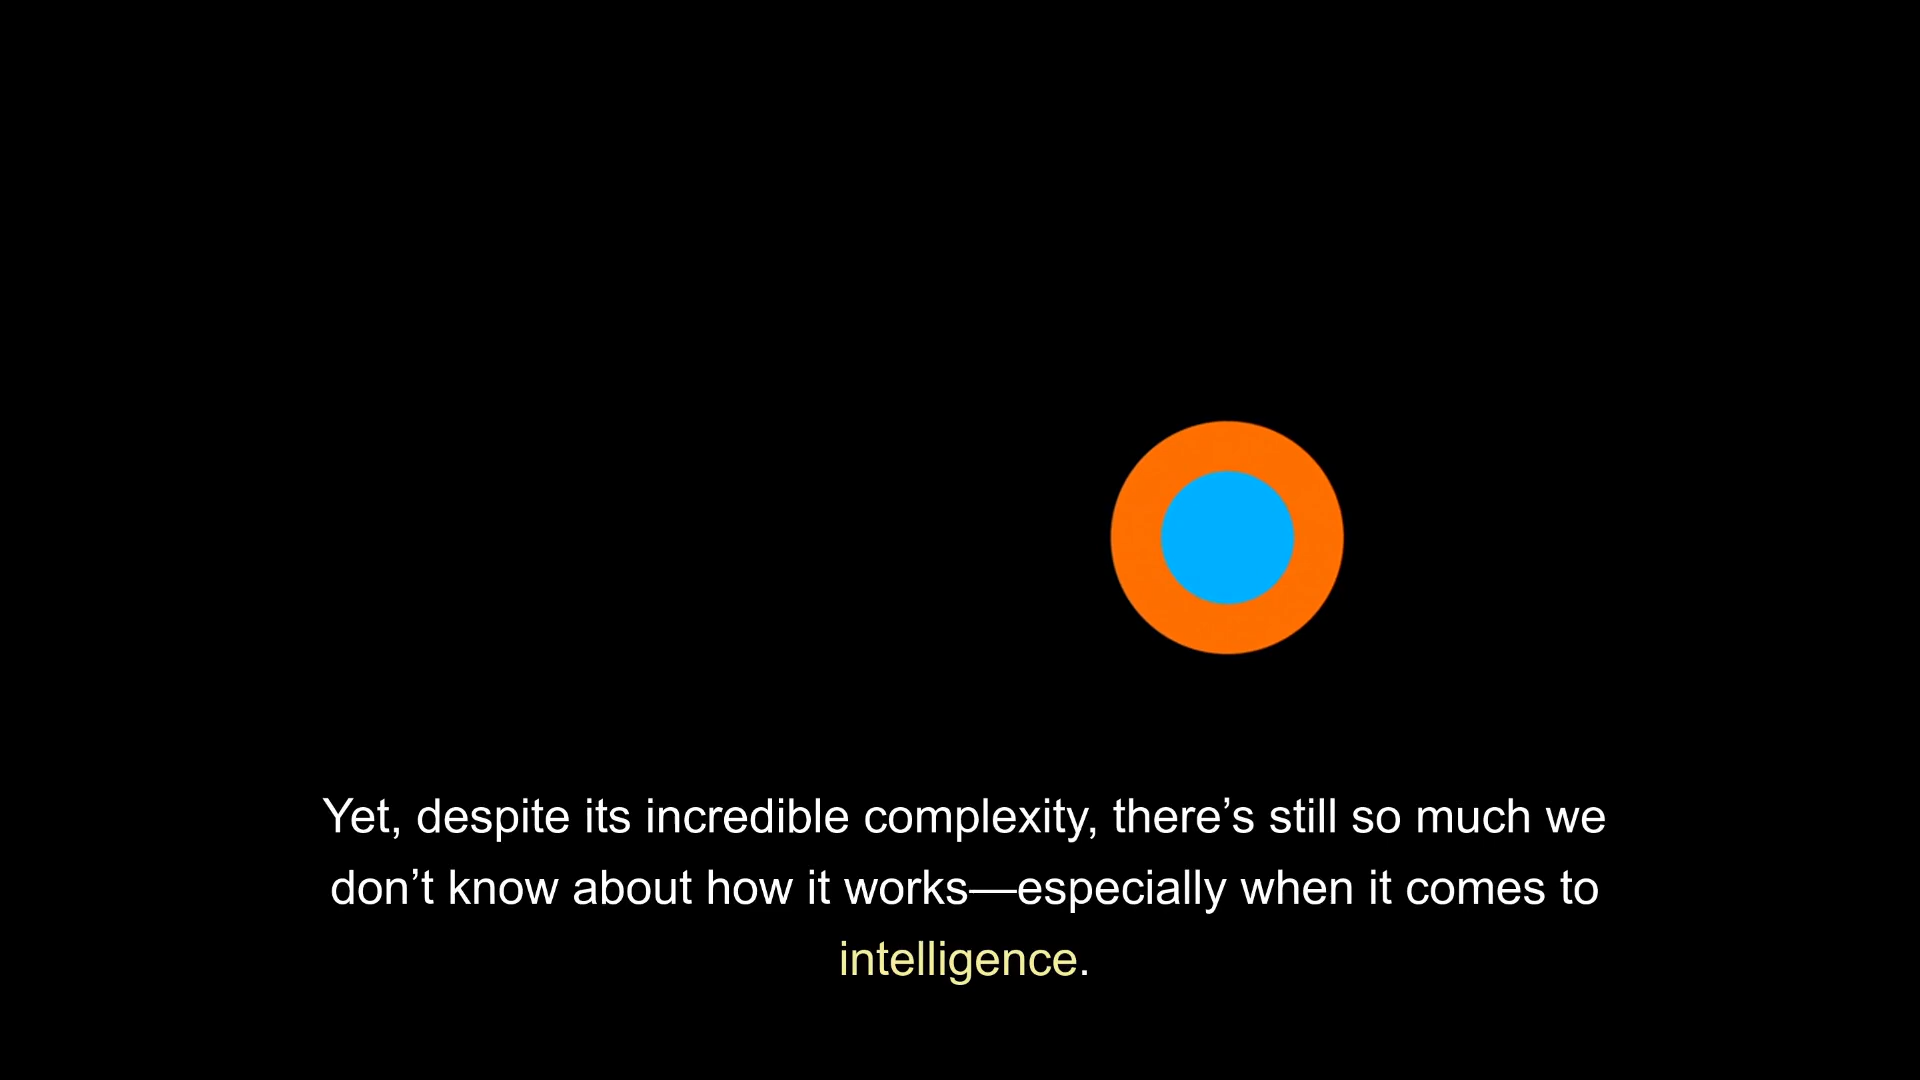 Yet, despite its incredible complexity, there’s still so much we
don’t know about how it works—especially when it comes to
intelligence.